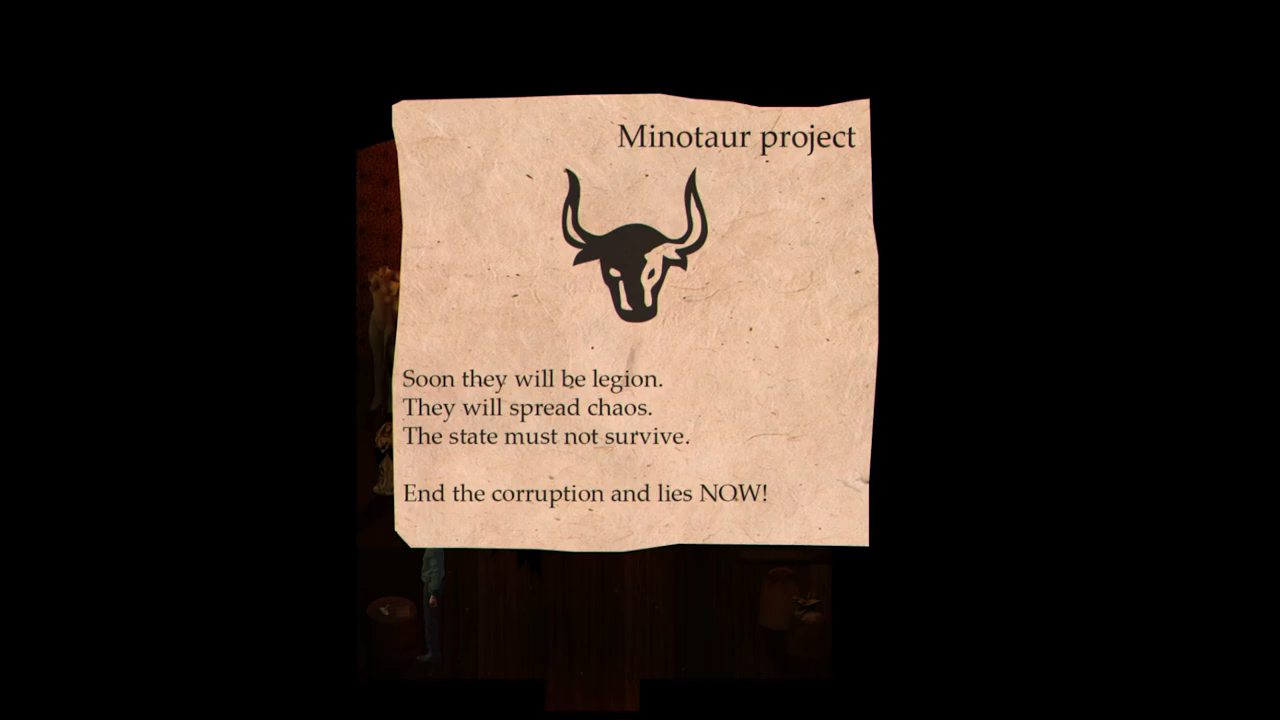 Minotaur project
Soon they will be legion.
They will spread chaos.
The state must not survive.
End the corruption and lies NOW!